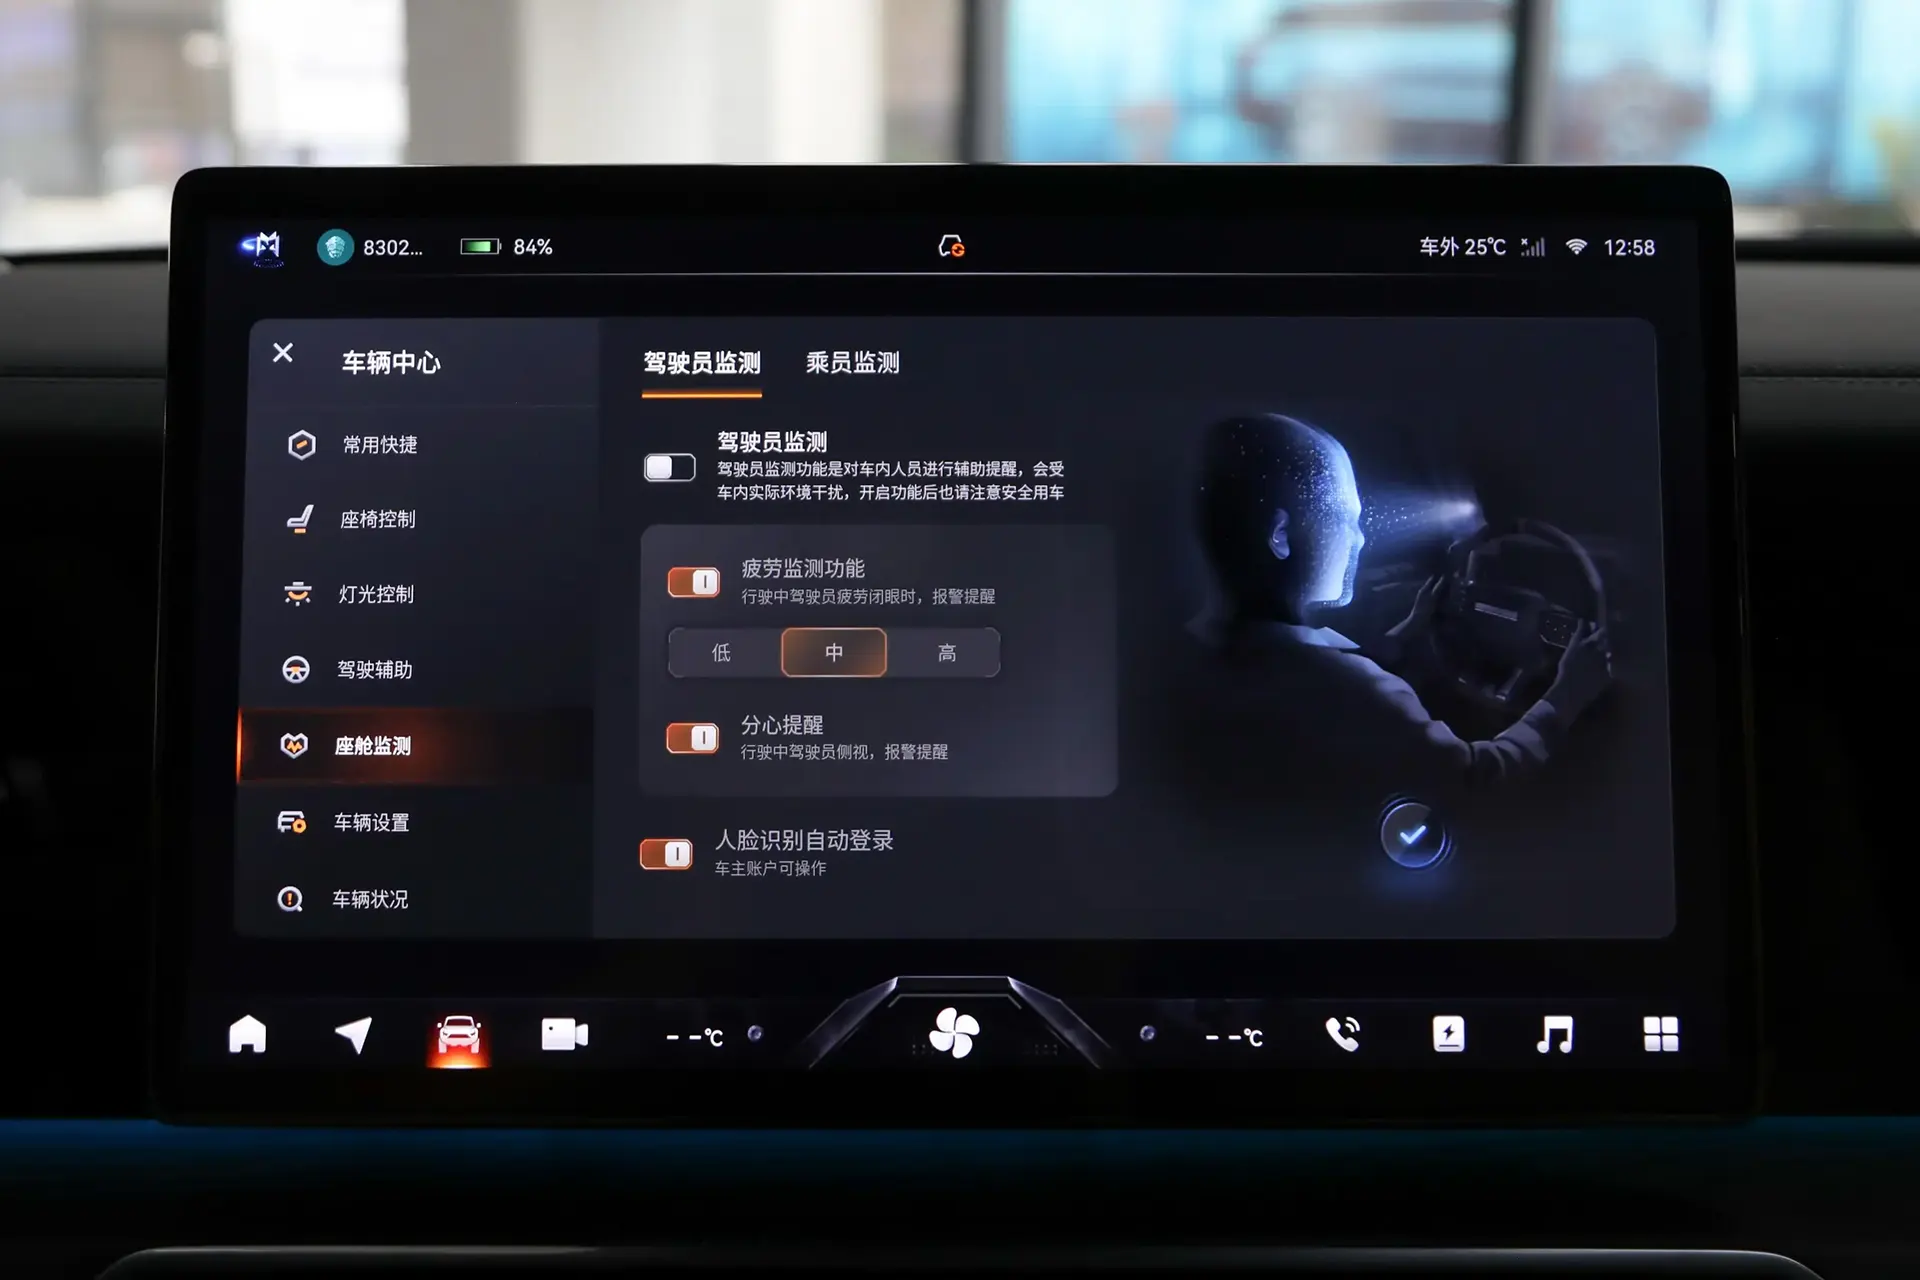 8302...
84%
车外 25℃
12:58
车辆中心
常用快捷
座椅控制
灯光控制
驾驶辅助
座舱监测
车辆设置
车辆状况
驾驶员监测 乘员监测
驾驶员监测
驾驶员监测功能是对车内人员进行辅助提醒，会受
车内实际环境干扰，开启功能后也请注意安全用车
疲劳监测功能
行驶中驾驶员疲劳闭眼时，报警提醒
低 中 高
分心提醒
行驶中驾驶员侧视，报警提醒
人脸识别自动登录
车主账户可操作
--℃
--℃